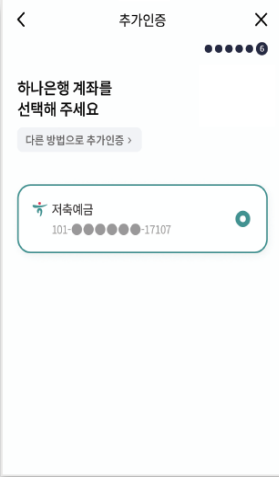 추가인증
6
하나은행 계좌를
선택해 주세요
다른 방법으로 추가인증 >
저축예금
101-●●●●●●-17107